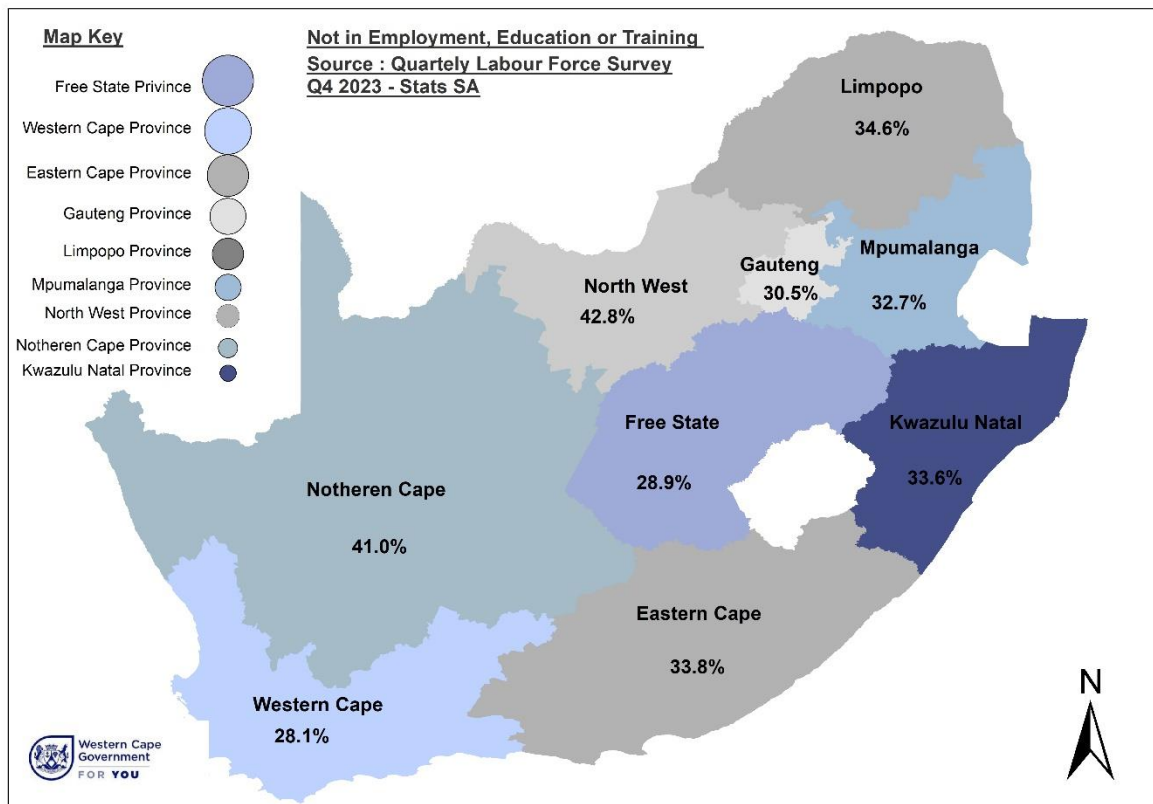 Map Key
Free State Privince
Western Cape Province
Eastern Cape Province
Gauteng Province
Limpopo Province
Mpumalanga Province
North West Province
Notheren Cape Province
Kwazulu Natal Province
Not in Employment, Education or Training
Source : Quartely Labour Force Survey
Q4 2023 - Stats SA
Limpopo
34.6%
Mpumalanga
32.7%
Gauteng
30.5%
North West
42.8%
Free State
28.9%
Kwazulu Natal
33.6%
Notheren Cape
41.0%
Eastern Cape
33.8%
Western Cape
28.1%
N
Western Cape
Government
FOR YOU